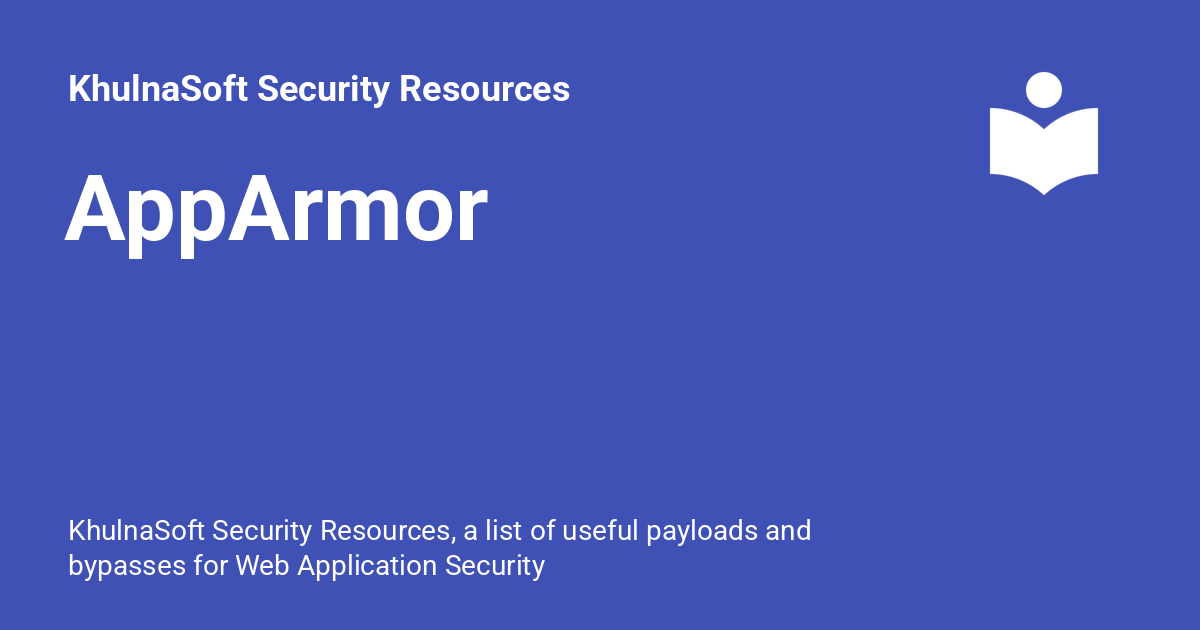 KhulnaSoft Security Resources
AppArmor
KhulnaSoft Security Resources, a list of useful payloads and
bypasses for Web Application Security